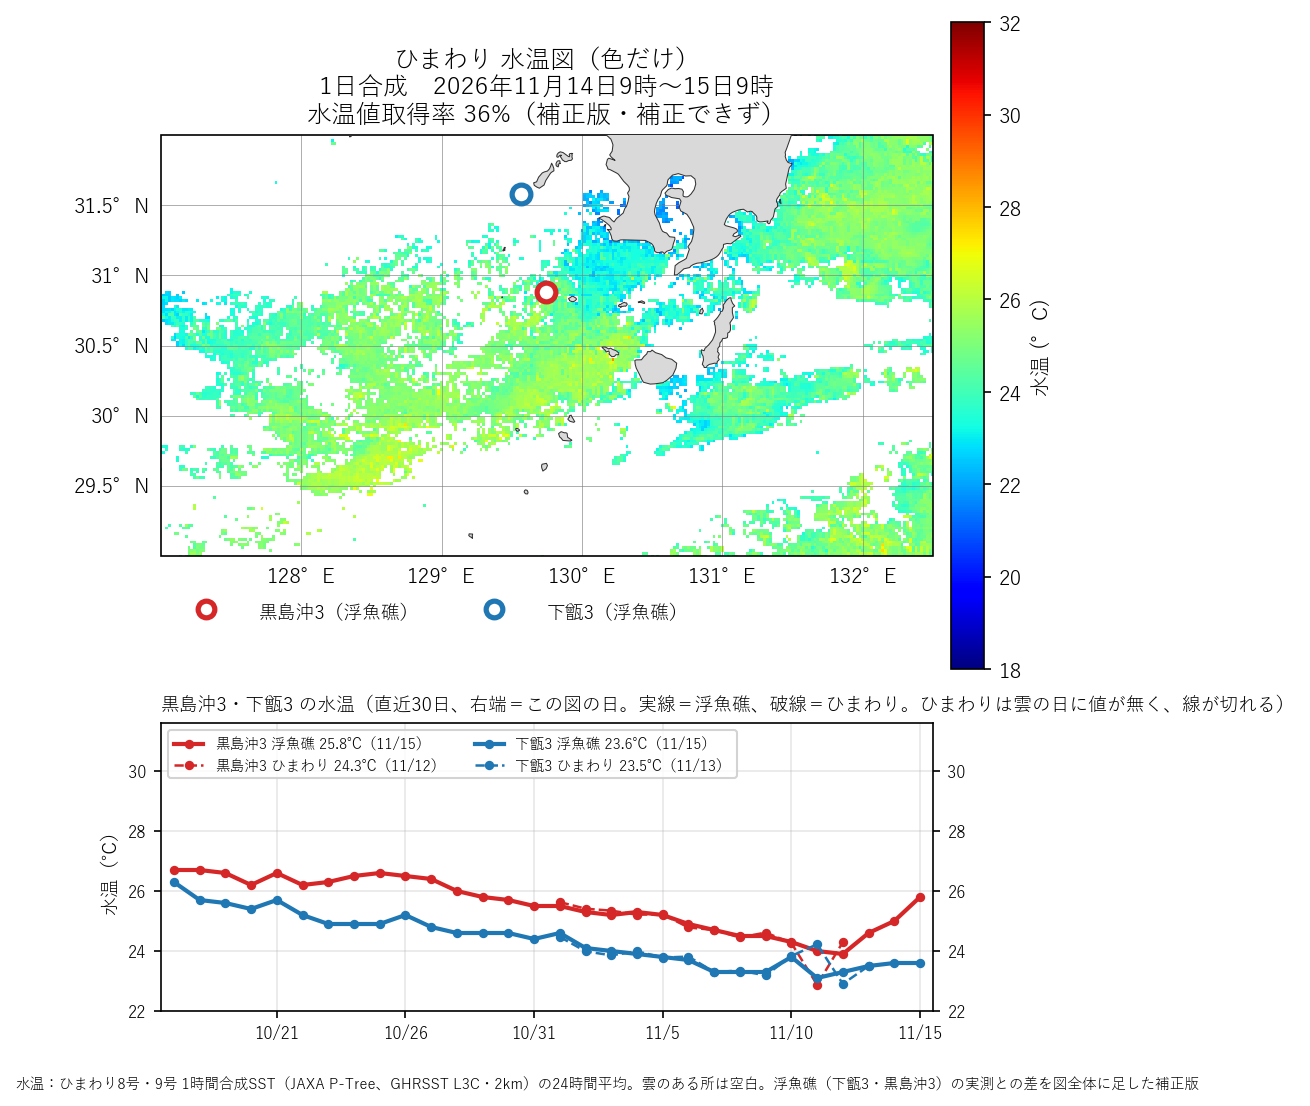 ひまわり 水温図（色だけ）
1日合成　2026年11月14日9時～15日9時
水温値取得率 36%（補正版・補正できず）
32
30
28
26
24
22
20
18
水温（° C）
31.5° N
31° N
30.5° N
30° N
29.5° N
128° E
129° E
130° E
131° E
132° E
黒島沖3（浮魚礁）
下甑3（浮魚礁）
黒島沖3・下甑3 の水温（直近30日、右端＝この図の日。実線＝浮魚礁、破線＝ひまわり。ひまわりは雲の日に値が無く、線が切れる）
黒島沖3 浮魚礁 25.8℃（11/15）
黒島沖3 ひまわり 24.3℃（11/12）
下甑3 浮魚礁 23.6℃（11/15）
下甑3 ひまわり 23.5℃（11/13）
水温（℃）
30
28
26
24
22
30
28
26
24
22
10/21
10/26
10/31
11/5
11/10
11/15
水温：ひまわり8号・9号 1時間合成SST（JAXA P-Tree、GHRSST L3C・2km）の24時間平均。雲のある所は空白。浮魚礁（下甑3・黒島沖3）の実測との差を図全体に足した補正版